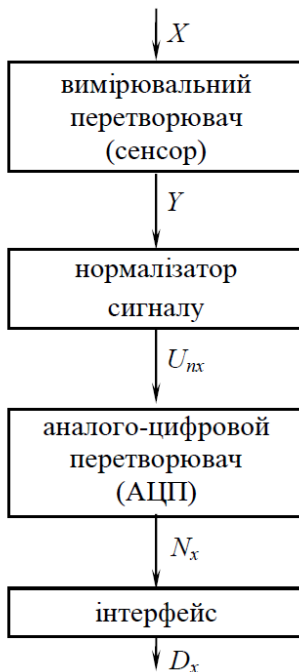 X
вимірювальний
перетворювач
(сенсор)
Y
нормалізатор
сигналу
Unx
аналого-цифровой
перетворювач
(АЦП)
Nx
інтерфейс
Dx